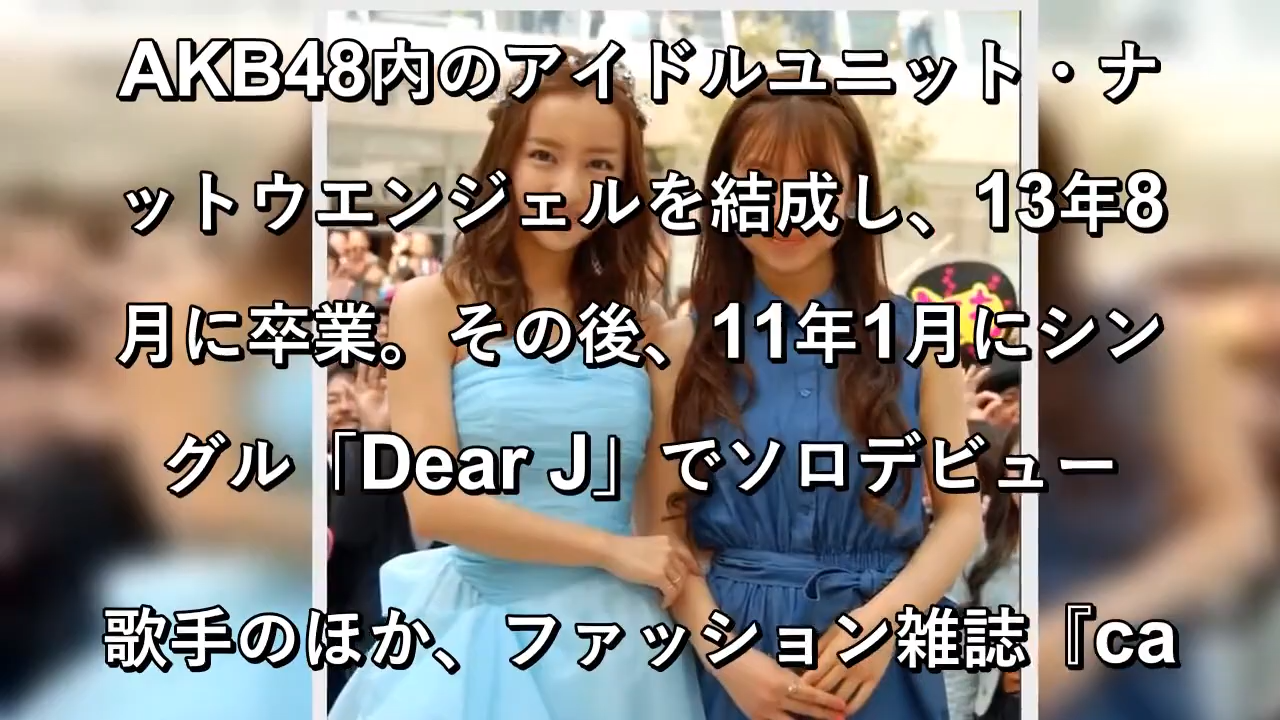 AKB48内のアイドルユニット・ナ
ットウエンジェルを結成し、13年8
月に卒業。その後、11年1月にシン
グル「Dear J」でソロデビュー
歌手のほか、ファッション雑誌『ca